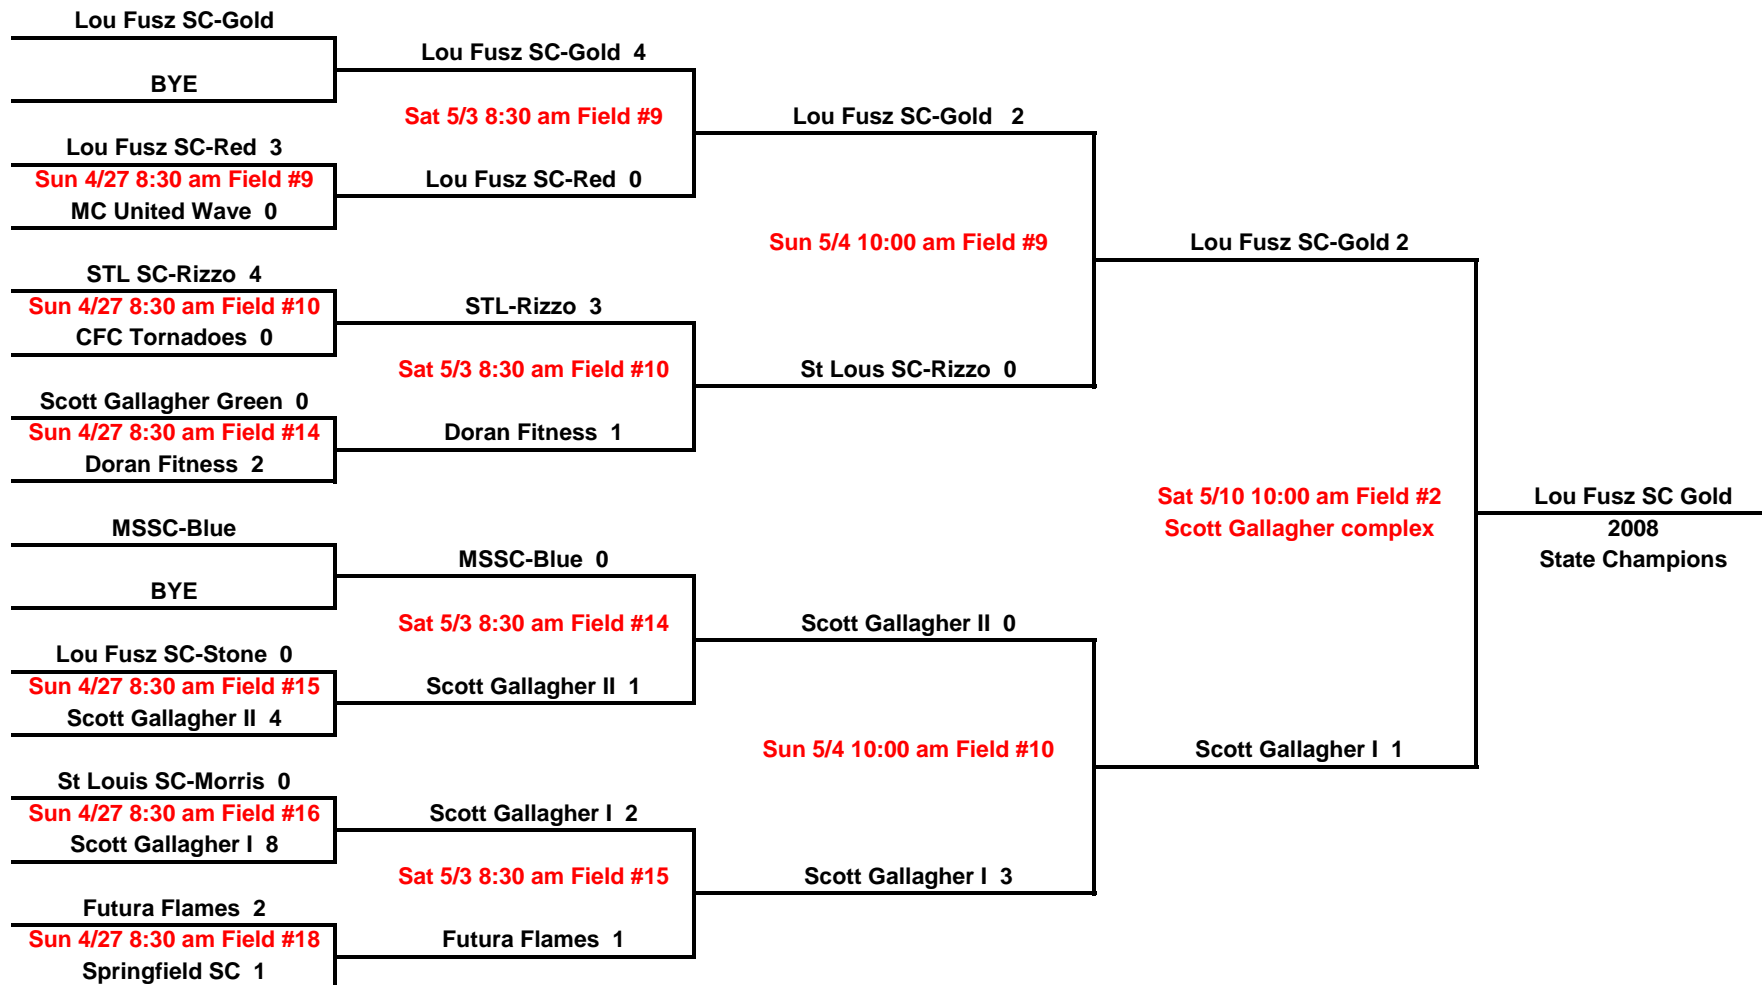 Lou Fusz SC-Gold
BYE
Lou Fusz SC-Red 3
Sun 4/27 8:30 am Field #9
MC United Wave 0
STL SC-Rizzo 4
Sun 4/27 8:30 am Field #10
CFC Tornadoes 0
Scott Gallagher Green 0
Sun 4/27 8:30 am Field #14
Doran Fitness 2
MSSC-Blue
BYE
Lou Fusz SC-Stone 0
Sun 4/27 8:30 am Field #15
Scott Gallagher II 4
St Louis SC-Morris 0
Sun 4/27 8:30 am Field #16
Scott Gallagher I 8
Futura Flames 2
Sun 4/27 8:30 am Field #18
Springfield SC 1
Lou Fusz SC-Gold 4
Sat 5/3 8:30 am Field #9
Lou Fusz SC-Red 0
STL-Rizzo 3
Sat 5/3 8:30 am Field #10
Doran Fitness 1
MSSC-Blue 0
Sat 5/3 8:30 am Field #14
Scott Gallagher II 1
Scott Gallagher I 2
Sat 5/3 8:30 am Field #15
Futura Flames 1
Lou Fusz SC-Gold 2
Sun 5/4 10:00 am Field #9
St Lous SC-Rizzo 0
Scott Gallagher II 0
Sun 5/4 10:00 am Field #10
Scott Gallagher I 3
Lou Fusz SC-Gold 2
Sat 5/10 10:00 am Field #2
Scott Gallagher complex
Scott Gallagher I 1
Lou Fusz SC Gold
2008
State Champions